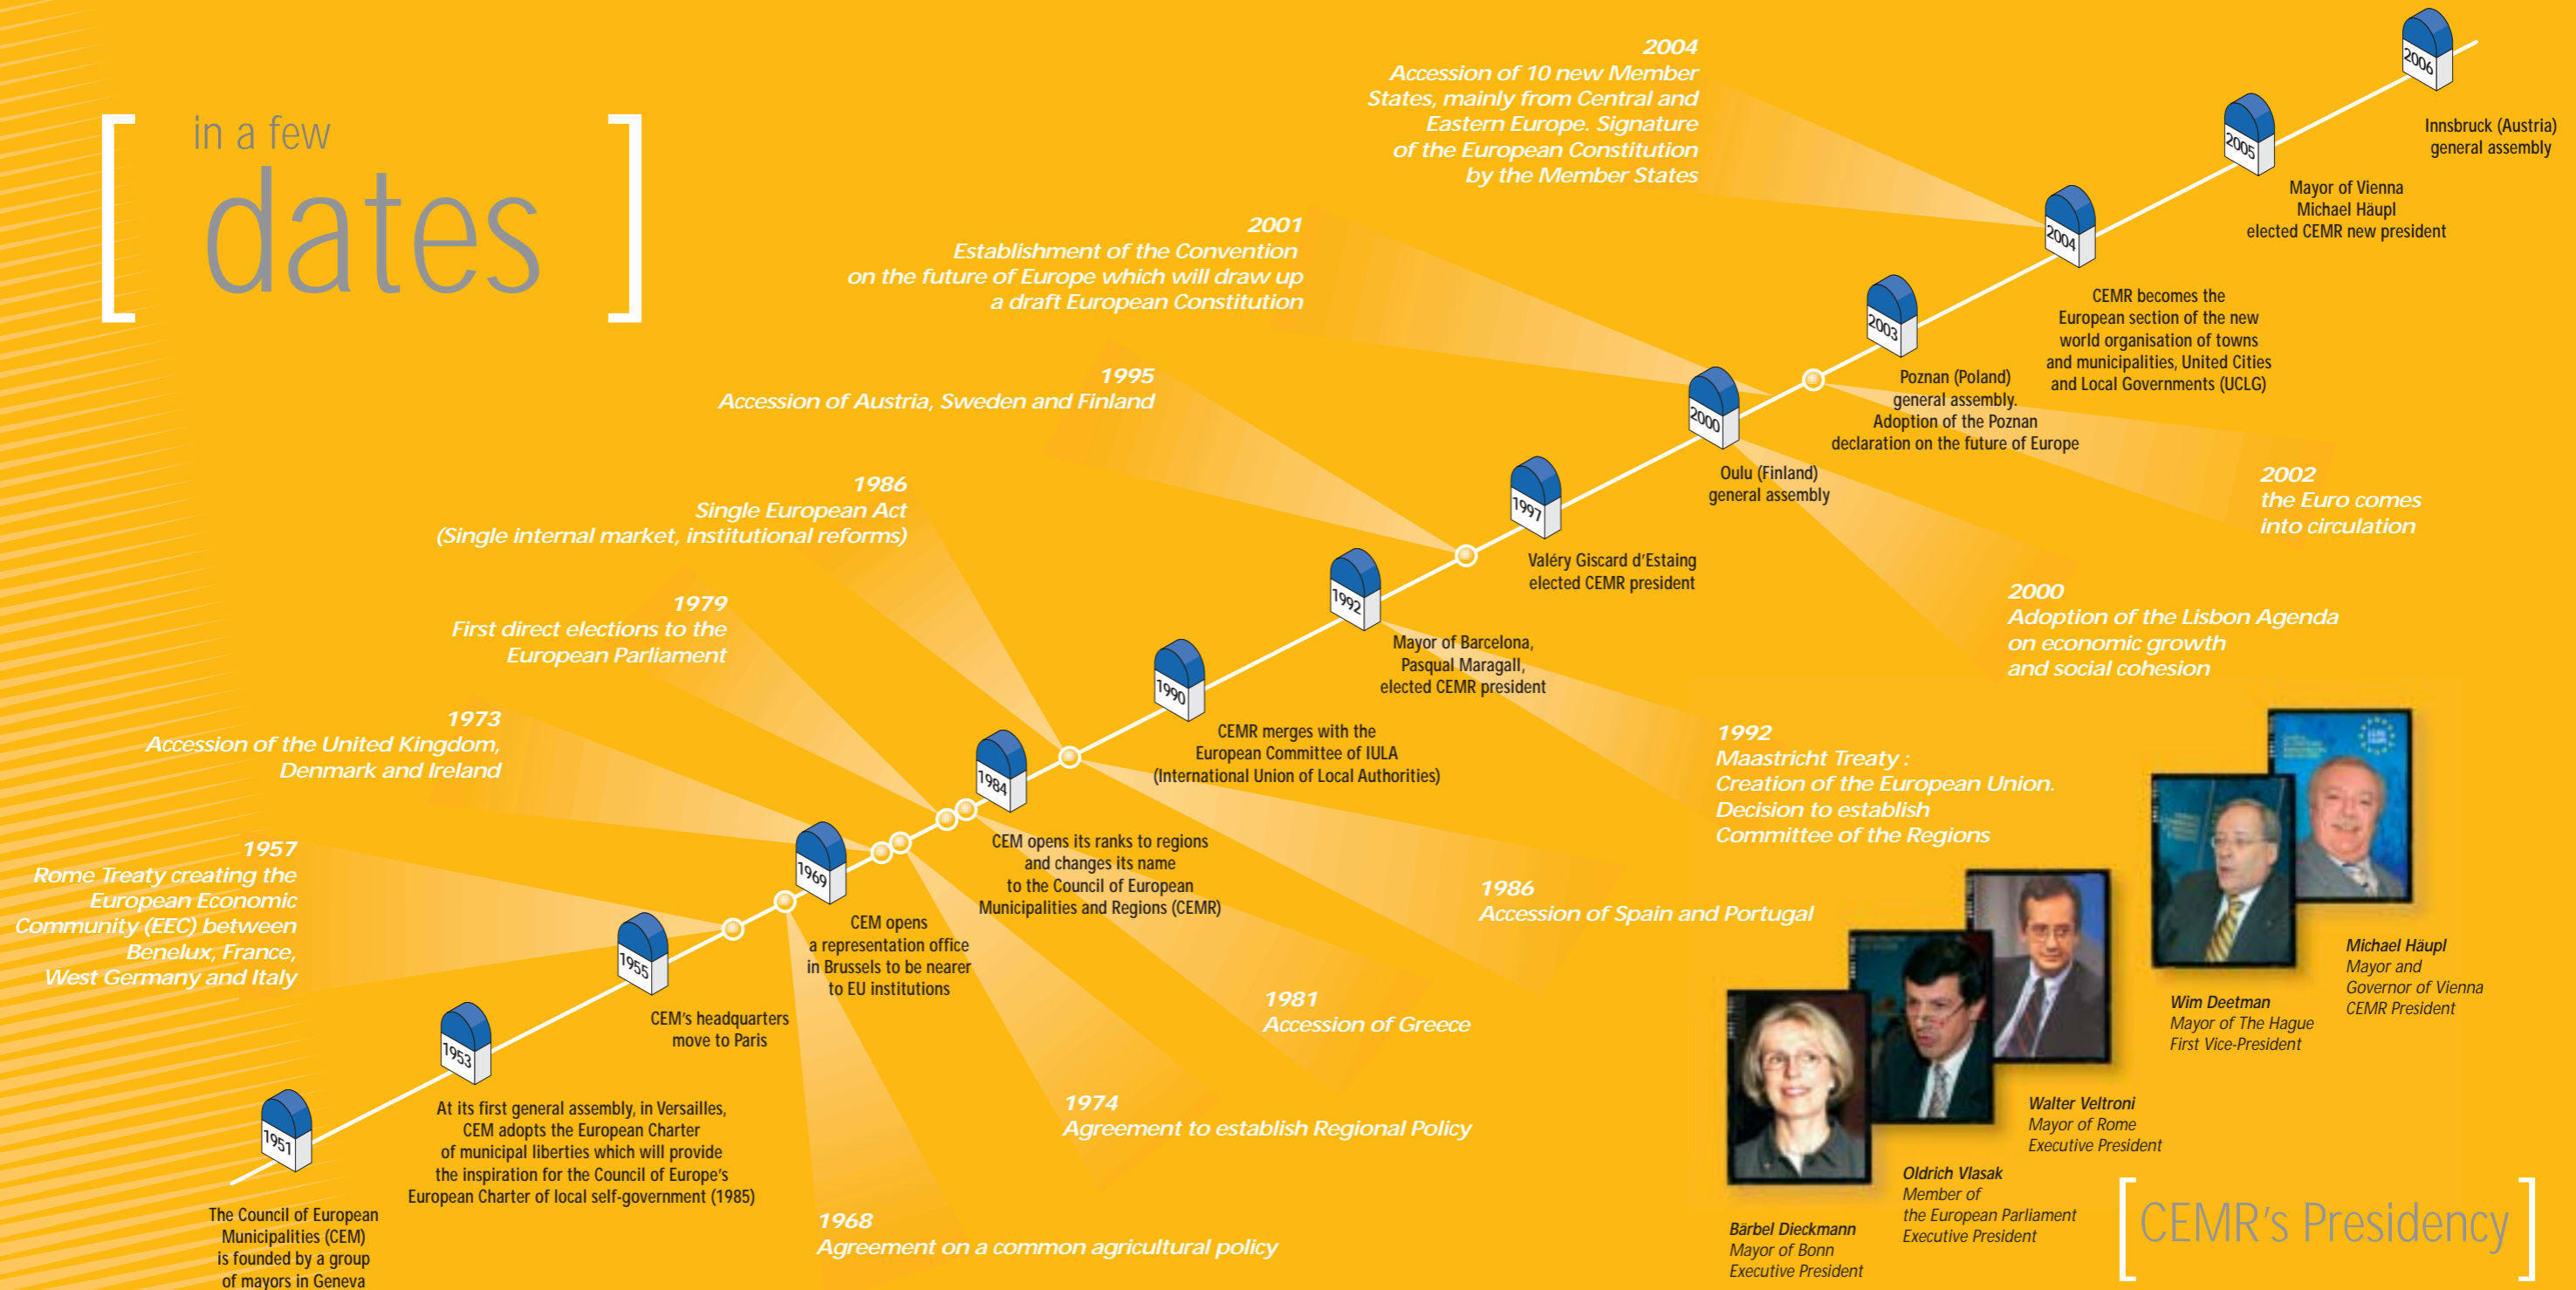 in a few
dates
2004
Accession of 10 new Member
States, mainly from Central and
Eastern Europe. Signature
of the European Constitution
by the Member States
2001
Establishment of the Convention
on the future of Europe which will draw up
a draft European Constitution
1995
Accession of Austria, Sweden and Finland
1986
Single European Act
(Single internal market, institutional reforms)
1979
First direct elections to the
European Parliament
1973
Accession of the United Kingdom,
Denmark and Ireland
1957
Rome Treaty creating the
European Economic
Community (EEC) between
Benelux, France,
West Germany and Italy
1951
The Council of European
Municipalities (CEM)
is founded by a group
of mayors in Geneva
1953
At its first general assembly, in Versailles,
CEM adopts the European Charter
of municipal liberties which will provide
the inspiration for the Council of Europe's
European Charter of local self-government (1985)
1955
CEM's headquarters
move to Paris
1969
CEM opens
a representation office
in Brussels to be nearer
to EU institutions
1984
CEM opens its ranks to regions
and changes its name
to the Council of European
Municipalities and Regions (CEMR)
1990
CEMR merges with the
European Committee of IULA
(International Union of Local Authorities)
1992
Mayor of Barcelona,
Pasqual Maragall,
elected CEMR president
1997
Valéry Giscard d'Estaing
elected CEMR president
2000
Oulu (Finland)
general assembly
2003
Poznan (Poland)
general assembly.
Adoption of the Poznan
declaration on the future of Europe
2004
CEMR becomes the
European section of the new
world organisation of towns
and municipalities, United Cities
and Local Governments (UCLG)
2005
Mayor of Vienna
Michael Häupl
elected CEMR new president
2006
Innsbruck (Austria)
general assembly
2002
the Euro comes
into circulation
2000
Adoption of the Lisbon Agenda
on economic growth
and social cohesion
1992
Maastricht Treaty :
Creation of the European Union.
Decision to establish
Committee of the Regions
1986
Accession of Spain and Portugal
1981
Accession of Greece
1974
Agreement to establish Regional Policy
1968
Agreement on a common agricultural policy
Michael Häupl
Mayor and
Governor of Vienna
CEMR President
Wim Deetman
Mayor of The Hague
First Vice-President
Walter Veltroni
Mayor of Rome
Executive President
Oldrich Vlasak
Member of
the European Parliament
Executive President
Bärbel Dieckmann
Mayor of Bonn
Executive President
CEMR's Presidency